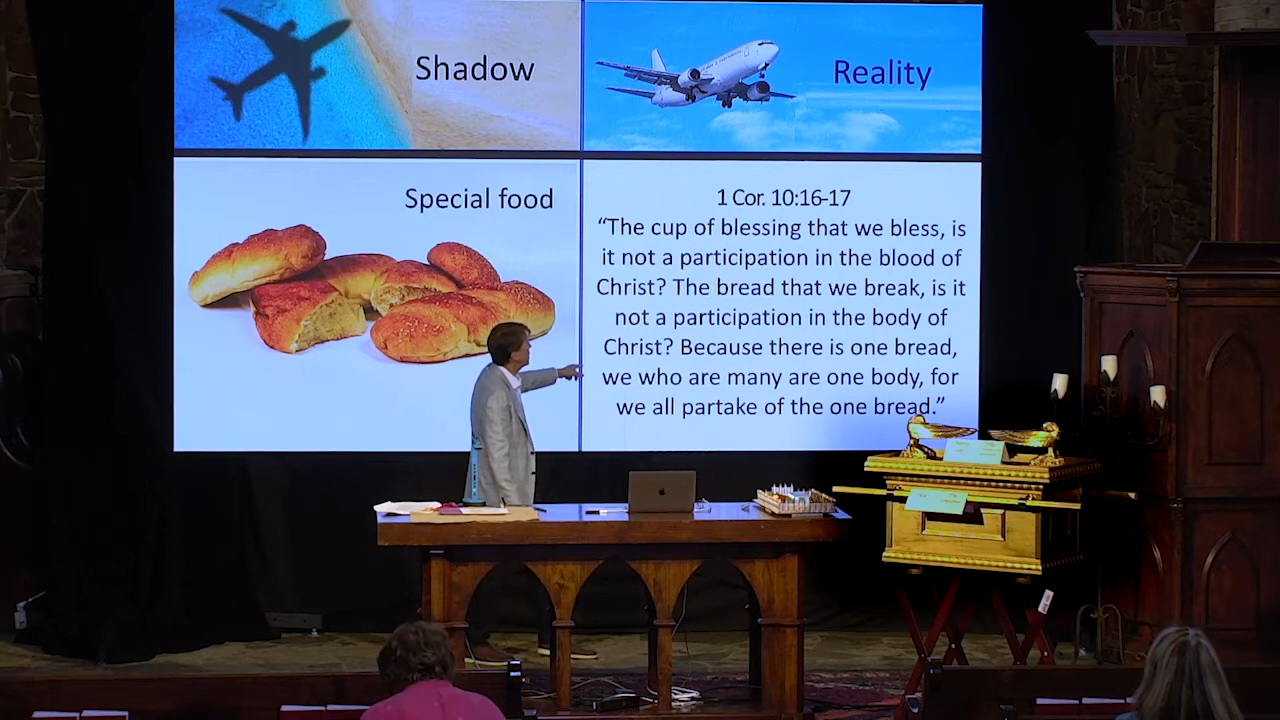 Shadow
Reality
Special food
1 Cor. 10:16-17
“The cup of blessing that we bless, is
it not a participation in the blood of
Christ? The bread that we break, is it
not a participation in the body of
Christ? Because there is one bread,
we who are many are one body, for
we all partake of the one bread.”